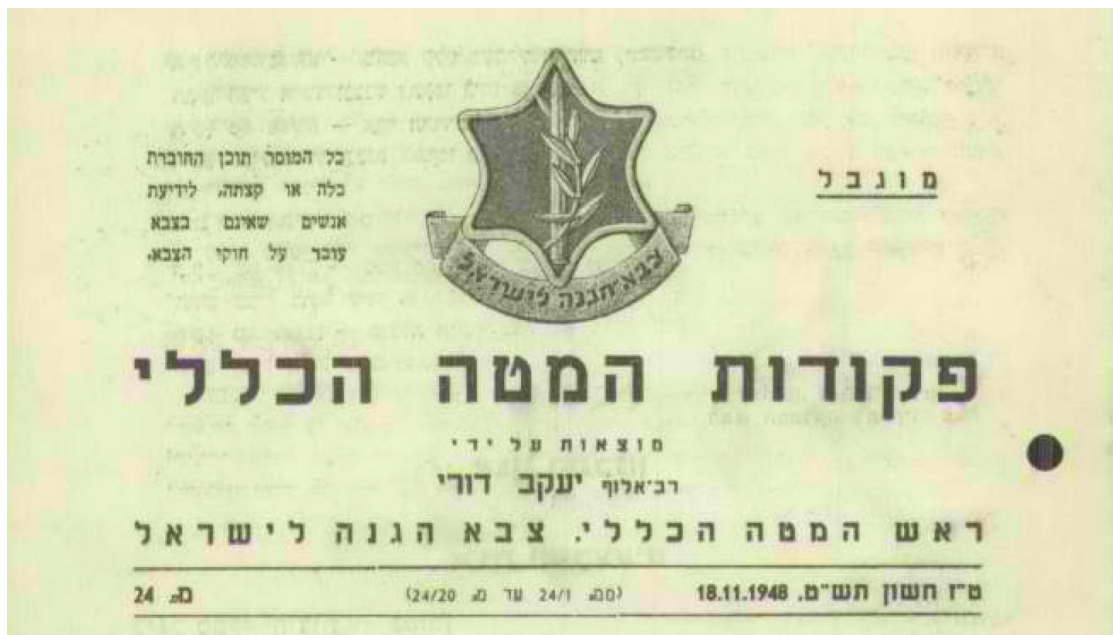 מוגבל
כל המוסר תוכן החוברת
כלה או קצתה, לידיעת
אנשים שאינם בצבא
עובר על חוקי הצבא.
צבא-הגנה לישראל
פקודות המטה הכללי
מוצאות על ידי
רב־אלוף יעקב דורי
ראש המטה הכללי. צבא הגנה לישראל
ט"ז חשון תש"ט, 18.11.1948 (ממ. 24/1 עד מ. 24/20) מ. 24